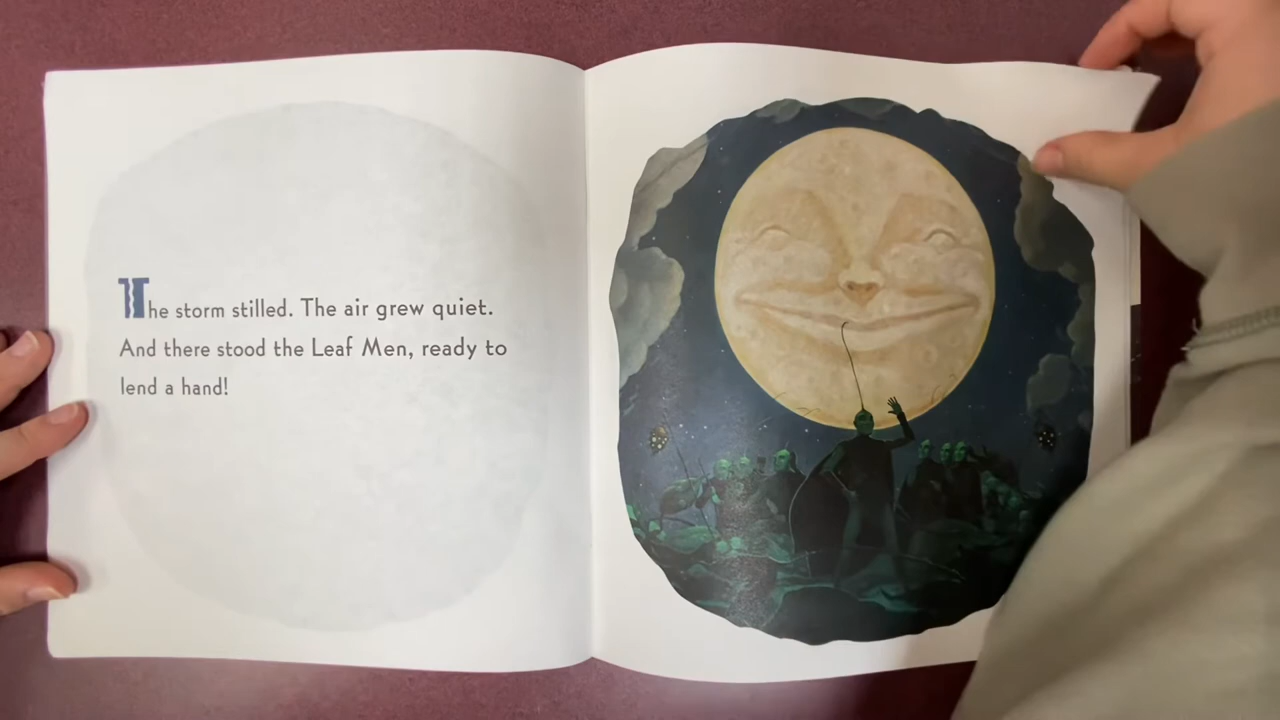 The storm stilled. The air grew quiet.
And there stood the Leaf Men, ready to
lend a hand!